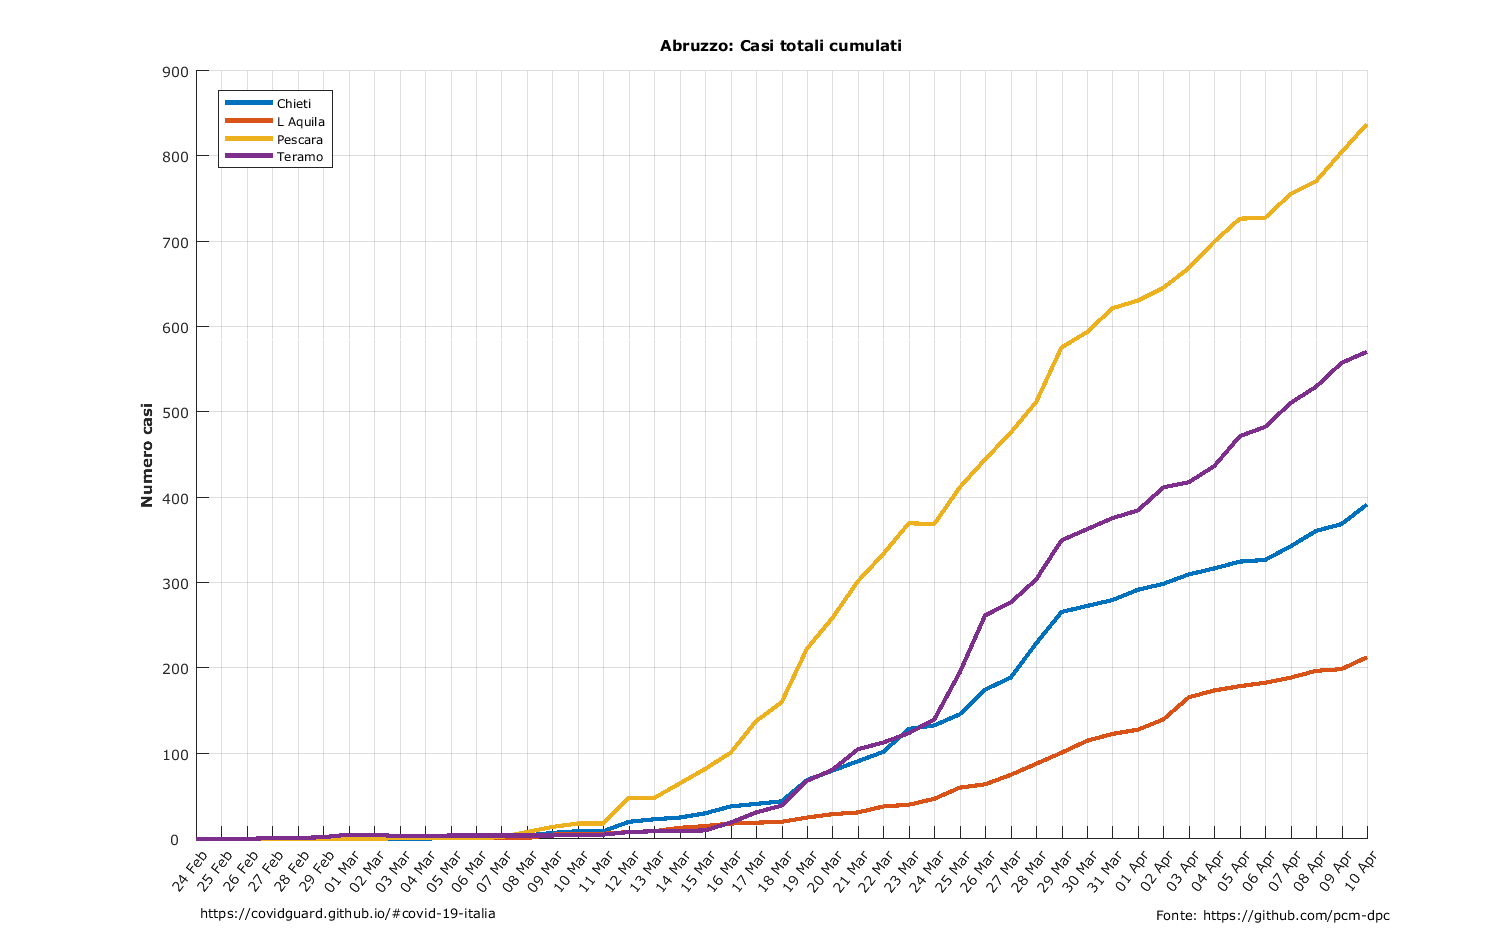 Abruzzo: Casi totali cumulati
900
800
700
600
500
400
300
200
100
0
Numero casi
Chieti
L Aquila
Pescara
Teramo
24 Feb
25 Feb
26 Feb
27 Feb
28 Feb
29 Feb
01 Mar
02 Mar
03 Mar
04 Mar
05 Mar
06 Mar
07 Mar
08 Mar
09 Mar
10 Mar
11 Mar
12 Mar
13 Mar
14 Mar
15 Mar
16 Mar
17 Mar
18 Mar
19 Mar
20 Mar
21 Mar
22 Mar
23 Mar
24 Mar
25 Mar
26 Mar
27 Mar
28 Mar
29 Mar
30 Mar
31 Mar
01 Apr
02 Apr
03 Apr
04 Apr
05 Apr
06 Apr
07 Apr
08 Apr
09 Apr
10 Apr
https://covidguard.github.io/#covid-19-italia
Fonte: https://github.com/pcm-dpc